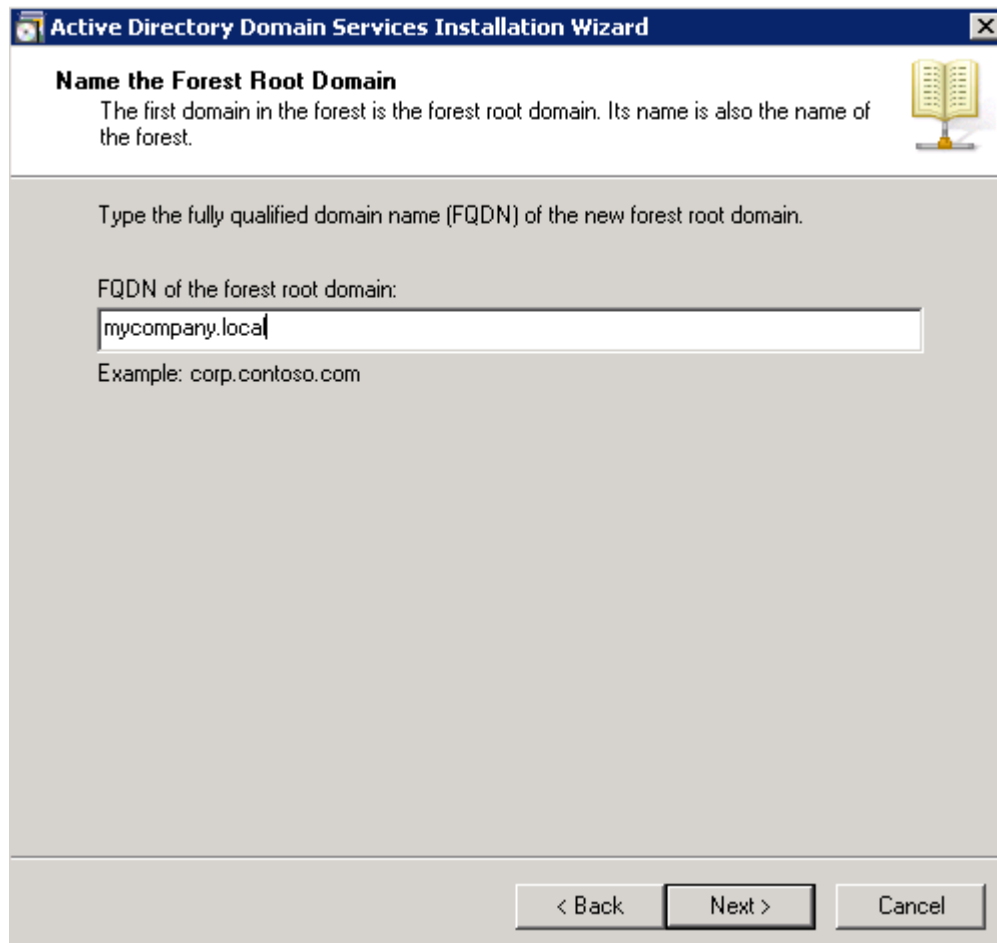 Active Directory Domain Services Installation Wizard
Name the Forest Root Domain
The first domain in the forest is the forest root domain. Its name is also the name of
the forest.
Type the fully qualified domain name (FQDN) of the new forest root domain.
FQDN of the forest root domain:
mycompany.local
Example: corp.contoso.com
< Back Next > Cancel